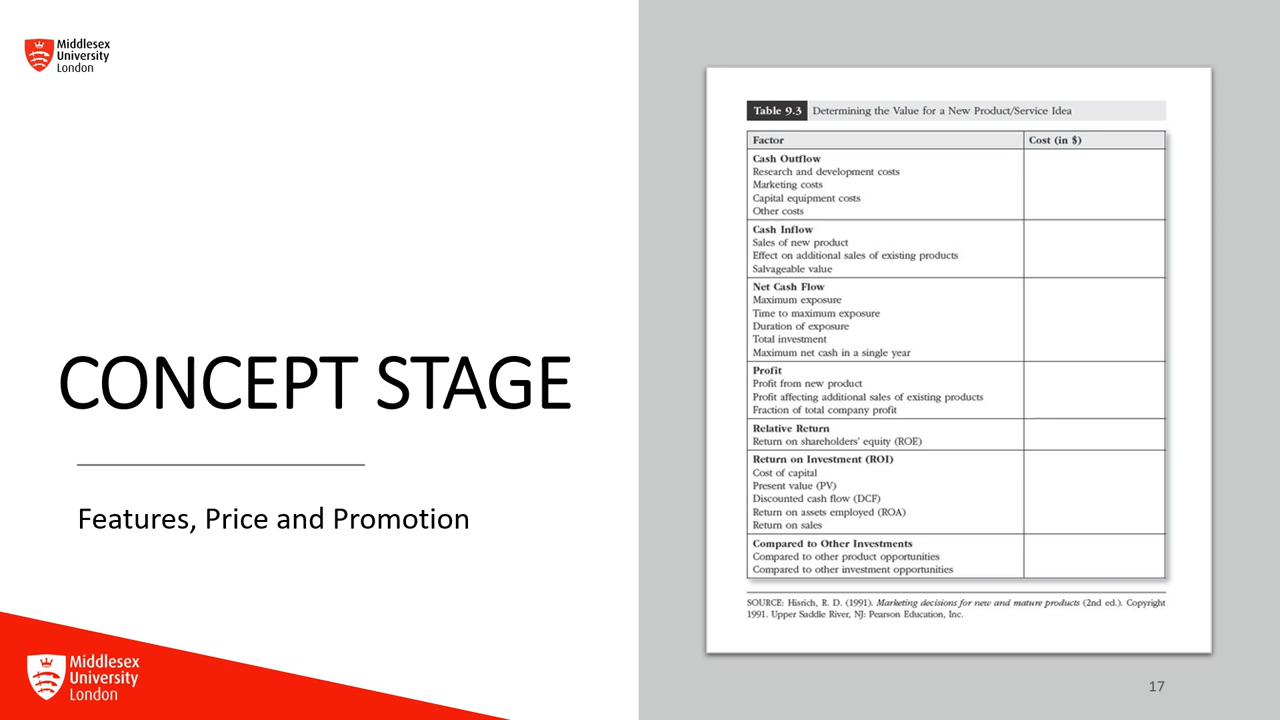 Middlesex
University
London
CONCEPT STAGE
Features, Price and Promotion
Middlesex
University
London
Table 9.3 Determining the Value for a New Product/Service Idea
Factor Cost (in $)
Cash Outflow
Research and development costs
Marketing costs
Capital equipment costs
Other costs
Cash Inflow
Sales of new product
Effect on additional sales of existing products
Salvageable value
Net Cash Flow
Maximum exposure
Time to maximum exposure
Duration of exposure
Total investment
Maximum net cash in a single year
Profit
Profit from new product
Profit affecting additional sales of existing products
Fraction of total company profit
Relative Return
Return on shareholders' equity (ROE)
Return on Investment (ROI)
Cost of capital
Present value (PV)
Discounted cash flow (DCF)
Return on assets employed (ROA)
Return on sales
Compared to Other Investments
Compared to other product opportunities
Compared to other investment opportunities
SOURCE: Hisrich, R. D. (1991). Marketing decisions for new and mature products (2nd ed.). Copyright
1991. Upper Saddle River, NJ: Pearson Education, Inc.
17